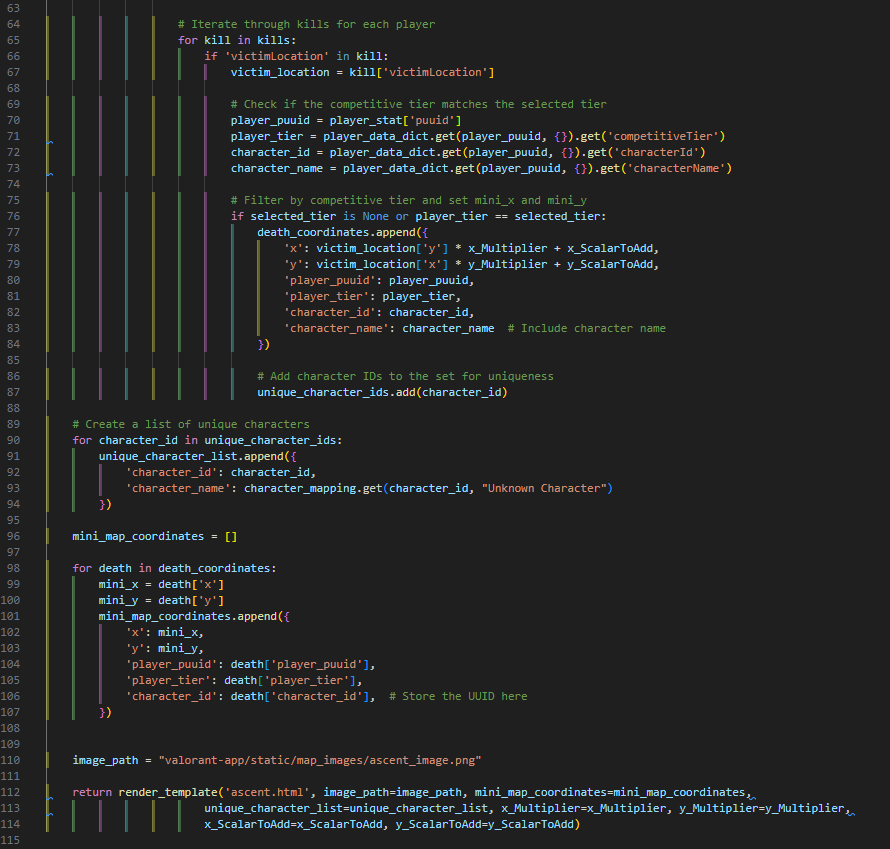 63
64 # Iterate through kills for each player
65 for kill in kills:
66 if 'victimLocation' in kill:
67 victim_location = kill['victimLocation']
68
69 # Check if the competitive tier matches the selected tier
70 player_puuid = player_stat['puuid']
71 player_tier = player_data_dict.get(player_puuid, {}).get('competitiveTier')
72 character_id = player_data_dict.get(player_puuid, {}).get('characterId')
73 character_name = player_data_dict.get(player_puuid, {}).get('characterName')
74
75 # Filter by competitive tier and set mini_x and mini_y
76 if selected_tier is None or player_tier == selected_tier:
77 death_coordinates.append({
78 'x': victim_location['y'] * x_Multiplier + x_ScalarToAdd,
79 'y': victim_location['x'] * y_Multiplier + y_ScalarToAdd,
80 'player_puuid': player_puuid,
81 'player_tier': player_tier,
82 'character_id': character_id,
83 'character_name': character_name # Include character name
84 })
85
86 # Add character IDs to the set for uniqueness
87 unique_character_ids.add(character_id)
88
89 # Create a list of unique characters
90 for character_id in unique_character_ids:
91 unique_character_list.append({
92 'character_id': character_id,
93 'character_name': character_mapping.get(character_id, "Unknown Character")
94 })
95
96 mini_map_coordinates = []
97
98 for death in death_coordinates:
99 mini_x = death['x']
100 mini_y = death['y']
101 mini_map_coordinates.append({
102 'x': mini_x,
103 'y': mini_y,
104 'player_puuid': death['player_puuid'],
105 'player_tier': death['player_tier'],
106 'character_id': death['character_id'], # Store the UUID here
107 })
108
109
110 image_path = "valorant-app/static/map_images/ascent_image.png"
111
112 return render_template('ascent.html', image_path=image_path, mini_map_coordinates=mini_map_coordinates,
113 unique_character_list=unique_character_list, x_Multiplier=x_Multiplier, y_Multiplier=y_Multiplier,
114 x_ScalarToAdd=x_ScalarToAdd, y_ScalarToAdd=y_ScalarToAdd)
115